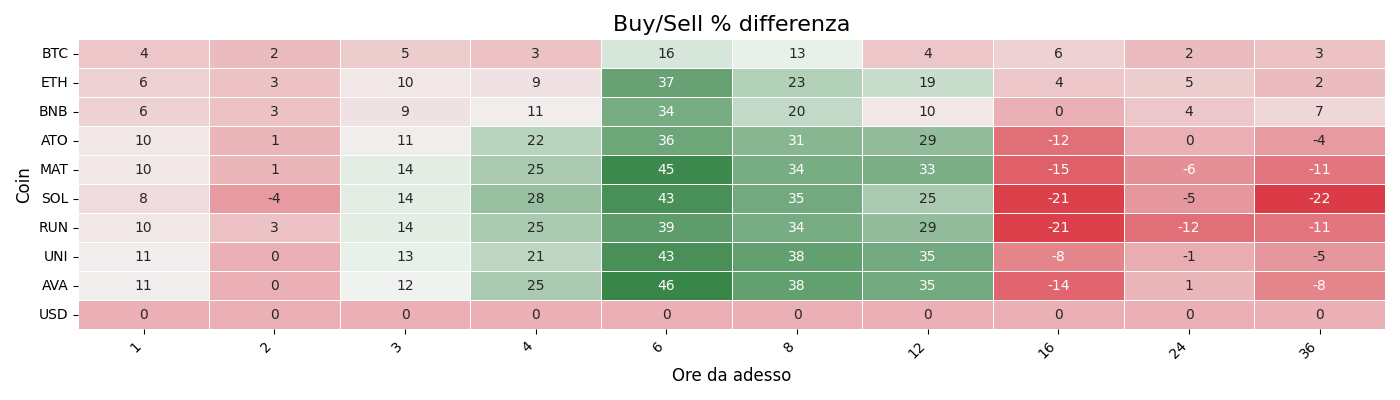 Buy/Sell % differenza
BTC 4 2 5 3 16 13 4 6 2 3
ETH 6 3 10 9 37 23 19 4 5 2
BNB 6 3 9 11 34 20 10 0 4 7
ATO 10 1 11 22 36 31 29 -12 0 -4
MAT 10 1 14 25 45 34 33 -15 -6 -11
SOL 8 -4 14 28 43 35 25 -21 -5 -22
RUN 10 3 14 25 39 34 29 -21 -12 -11
UNI 11 0 13 21 43 38 35 -8 -1 -5
AVA 11 0 12 25 46 38 35 -14 1 -8
USD 0 0 0 0 0 0 0 0 0 0
Coin
1 2 3 4 6 8 12 16 24 36
Ore da adesso